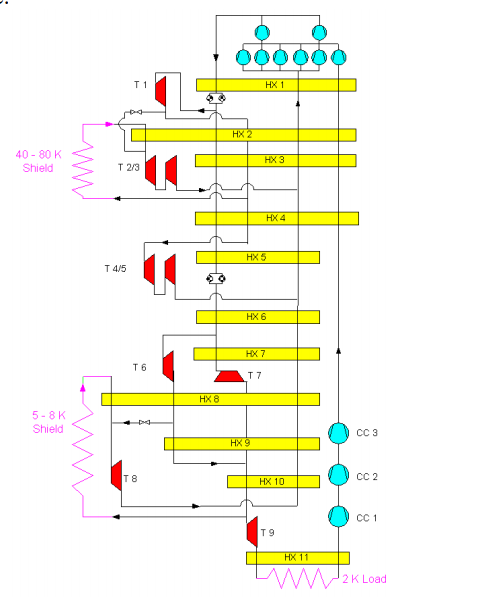 HX 1
T 1
HX 2
40 - 80 K
Shield
HX 3
T 2/3
HX 4
HX 5
T 4/5
HX 6
HX 7
T 6
T 7
HX 8
5 - 8 K
Shield
CC 3
HX 9
T 8
HX 10
CC 2
CC 1
T 9
HX 11
2 K Load